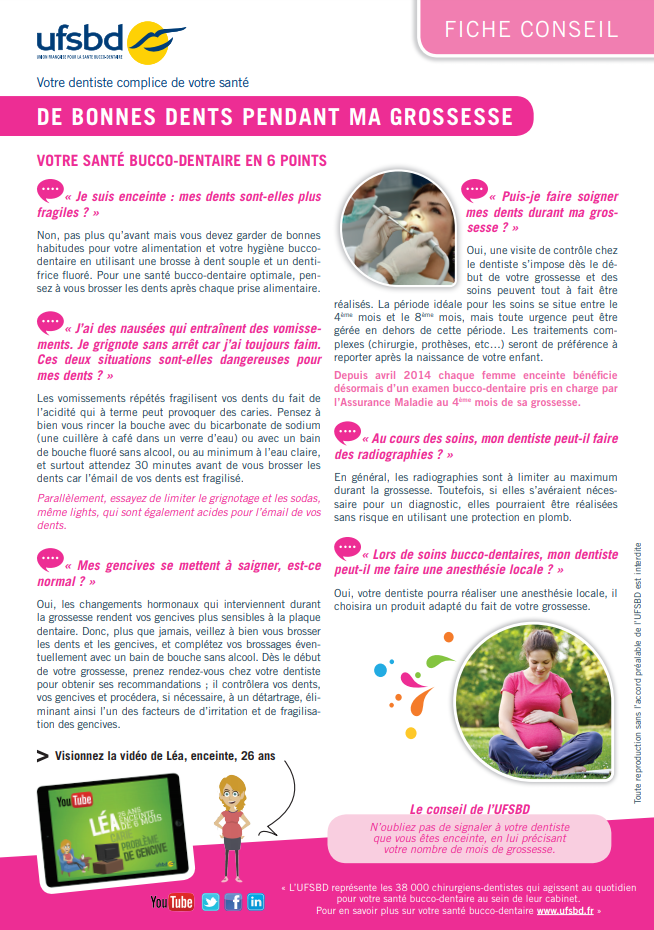 ufsbd
UNION FRANÇAISE POUR LA SANTÉ BUCCO-DENTAIRE
FICHE CONSEIL
Votre dentiste complice de votre santé
DE BONNES DENTS PENDANT MA GROSSESSE
VOTRE SANTÉ BUCCO-DENTAIRE EN 6 POINTS
« Je suis enceinte : mes dents sont-elles plus
fragiles ? »
Non, pas plus qu'avant mais vous devez garder de bonnes
habitudes pour votre alimentation et votre hygiène bucco-
dentaire en utilisant une brosse à dent souple et un denti-
frice fluoré. Pour une santé bucco-dentaire optimale, pen-
sez à vous brosser les dents après chaque prise alimentaire.
« J'ai des nausées qui entraînent des vomisse-
ments. Je grignote sans arrêt car j'ai toujours faim.
Ces deux situations sont-elles dangereuses pour
mes dents ? »
Les vomissements répétés fragilisent vos dents du fait de
l'acidité qui à terme peut provoquer des caries. Pensez à
bien vous rincer la bouche avec du bicarbonate de sodium
(une cuillère à café dans un verre d'eau) ou avec un bain
de bouche fluoré sans alcool, ou au minimum à l'eau claire,
et surtout attendez 30 minutes avant de vous brosser les
dents car l'émail de vos dents est fragilisé.
Parallèlement, essayez de limiter le grignotage et les sodas,
même lights, qui sont également acides pour l'émail de vos
dents.
« Mes gencives se mettent à saigner, est-ce
normal ? »
Oui, les changements hormonaux qui interviennent durant
la grossesse rendent vos gencives plus sensibles à la plaque
dentaire. Donc, plus que jamais, veillez à bien vous brosser
les dents et les gencives, et complétez vos brossages éven-
tuellement avec un bain de bouche sans alcool. Dès le début
de votre grossesse, prenez rendez-vous chez votre dentiste
pour obtenir ses recommandations ; il contrôlera vos dents,
vos gencives et procédera, si nécessaire, à un détartrage, éli-
minant ainsi l'un des facteurs de d'irritation et de fragilisa-
tion des gencives.
> Visionnez la vidéo de Léa, enceinte, 26 ans
YouTube
LÉA 26 ANS
ENCEINTE
DE 6 MOIS
PROBLÈME
DE GENCIVE
ufsbd
YouTube
f
in
« Puis-je faire soigner
mes dents durant ma gros-
sesse ? »
Oui, une visite de contrôle chez
le dentiste s'impose dès le dé-
but de votre grossesse et des
soins peuvent tout à fait être
réalisés. La période idéale pour les soins se situe entre le
4ème mois et le 8ème mois, mais toute urgence peut être
gérée en dehors de cette période. Les traitements com-
plexes (chirurgie, prothèses, etc...) seront de préférence à
reporter après la naissance de votre enfant.
Depuis avril 2014 chaque femme enceinte bénéficie
désormais d'un examen bucco-dentaire pris en charge par
l'Assurance Maladie au 4ème mois de sa grossesse.
« Au cours des soins, mon dentiste peut-il faire
des radiographies ? »
En général, les radiographies sont à limiter au maximum
durant la grossesse. Toutefois, si elles s'avéraient néces-
saire pour un diagnostic, elles pourraient être réalisées
sans risque en utilisant une protection en plomb.
« Lors de soins bucco-dentaires, mon dentiste
peut-il me faire une anesthésie locale ? »
Oui, votre dentiste pourra réaliser une anesthésie locale, il
choisira un produit adapté du fait de votre grossesse.
Le conseil de l'UFSBD
N'oubliez pas de signaler à votre dentiste
que vous êtes enceinte, en lui précisant
votre nombre de mois de grossesse.
« L'UFSBD représente les 38 000 chirurgiens-dentistes qui agissent au quotidien
pour votre santé bucco-dentaire au sein de leur cabinet.
Pour en savoir plus sur votre santé bucco-dentaire www.ufsbd.fr »
Toute reproduction sans l'accord préalable de l'UFSBD est interdite